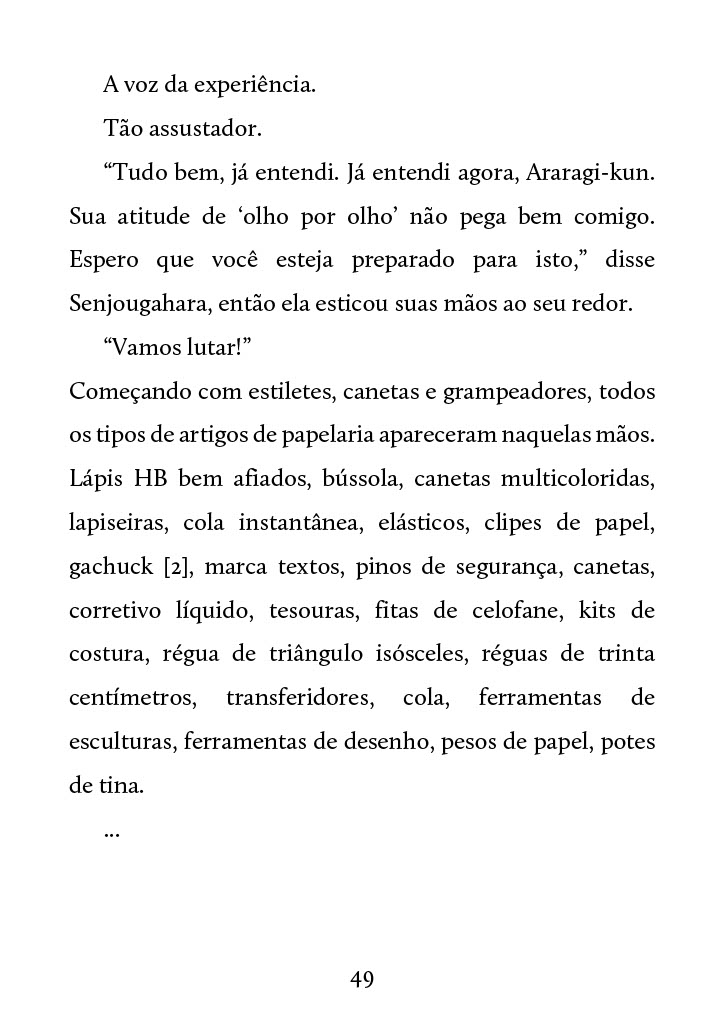 A voz da experiência.
Tão assustador.
“Tudo bem, já entendi. Já entendi agora, Araragi-kun.
Sua atitude de ‘olho por olho’ não pega bem comigo.
Espero que você esteja preparado para isto,” disse
Senjougahara, então ela esticou suas mãos ao seu redor.
“Vamos lutar!”
Começando com estiletes, canetas e grampeadores, todos
os tipos de artigos de papelaria apareceram naquelas mãos.
Lápis HB bem afiados, bússola, canetas multicoloridas,
lapiseiras, cola instantânea, elásticos, clipes de papel,
gachuck [2], marca textos, pinos de segurança, canetas,
corretivo líquido, tesouras, fitas de celofane, kits de
costura, régua de triângulo isósceles, réguas de trinta
centímetros, transferidores, cola, ferramentas de
esculturas, ferramentas de desenho, pesos de papel, potes
de tina.
...
49